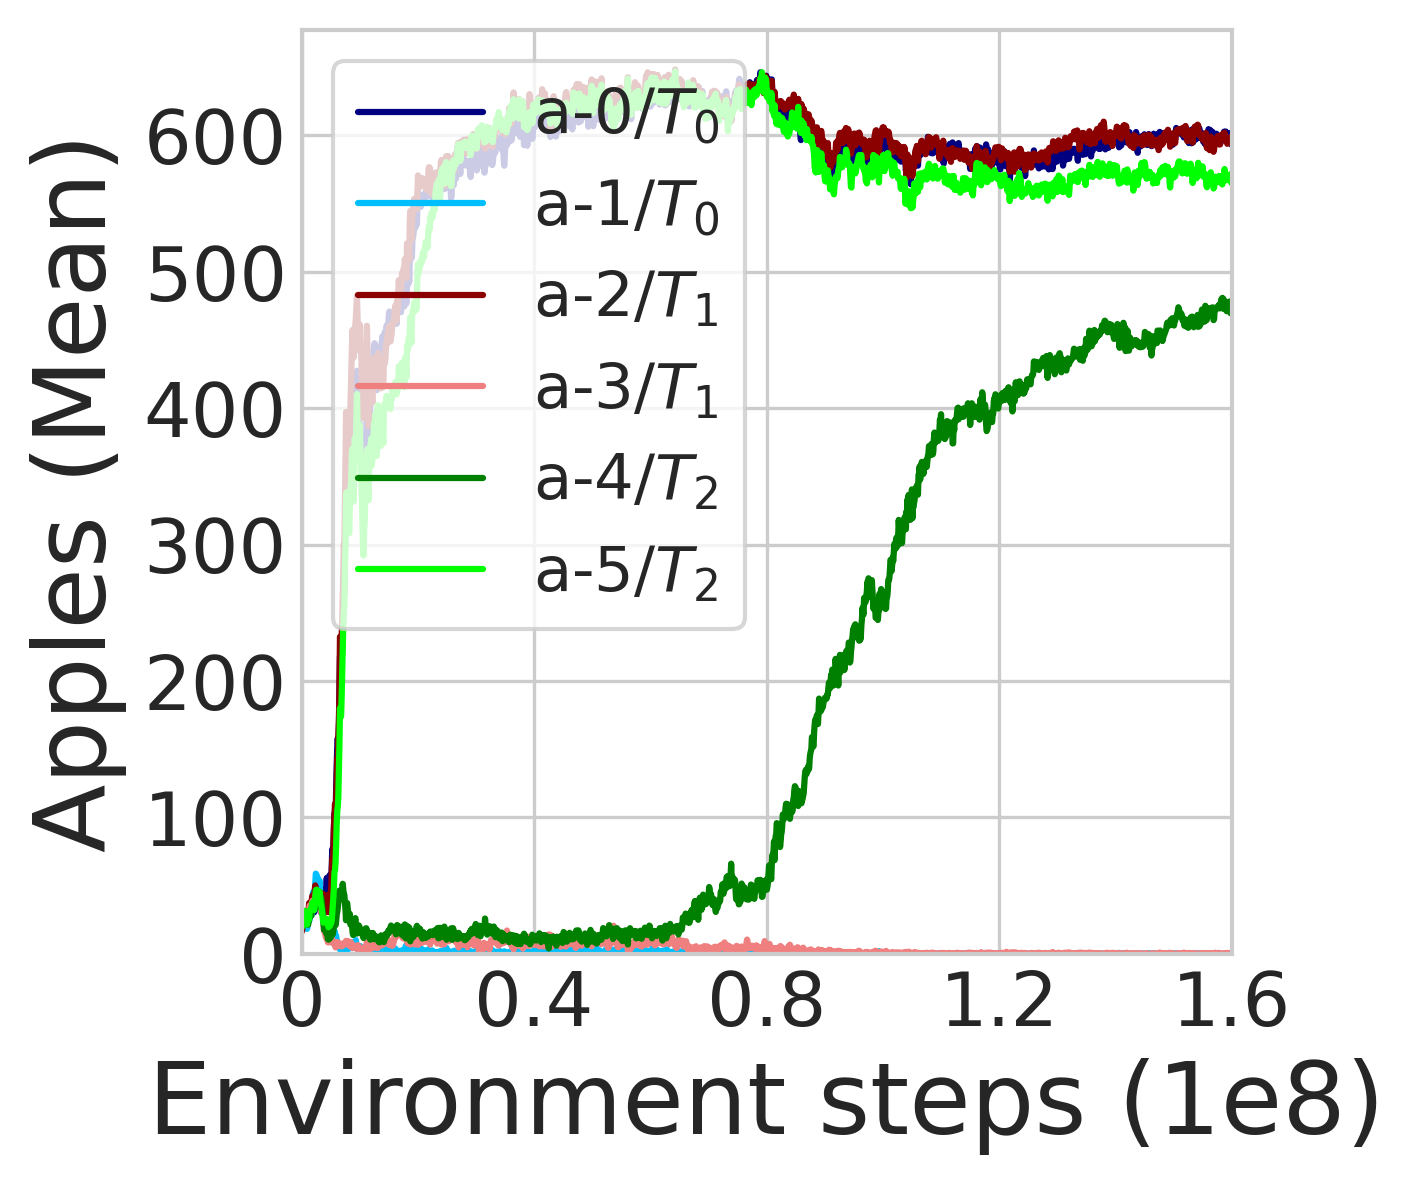 Apples (Mean)
600
500
400
300
200
100
0
a-0/T₀
a-1/T₀
a-2/T₁
a-3/T₁
a-4/T₂
a-5/T₂
0 0.4 0.8 1.2 1.6
Environment steps (1e8)